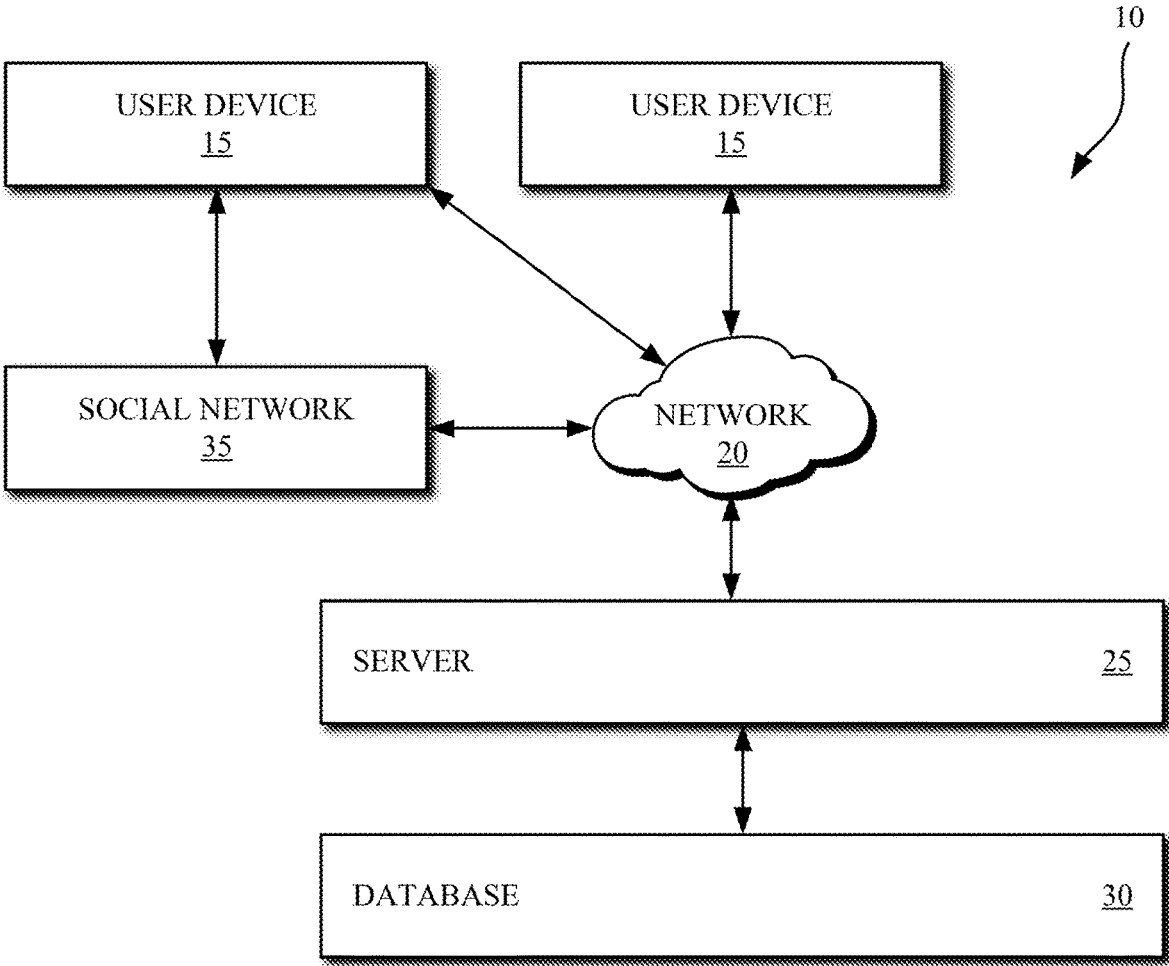 10
USER DEVICE
15
USER DEVICE
15
SOCIAL NETWORK
35
NETWORK
20
SERVER
25
DATABASE
30